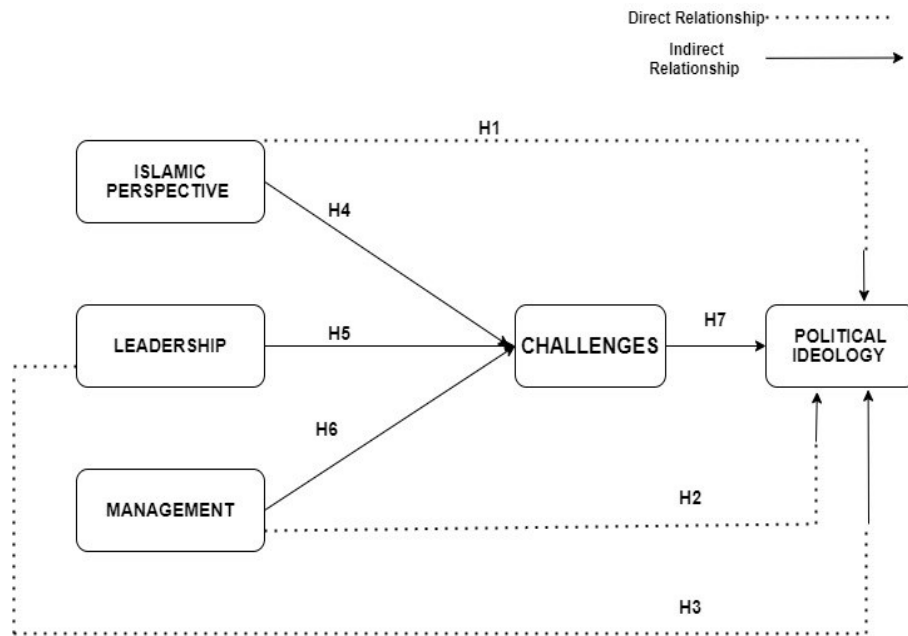 Direct Relationship
Indirect
Relationship
H1
ISLAMIC
PERSPECTIVE
H4
LEADERSHIP
H5
CHALLENGES
H7
POLITICAL
IDEOLOGY
H6
MANAGEMENT
H2
H3